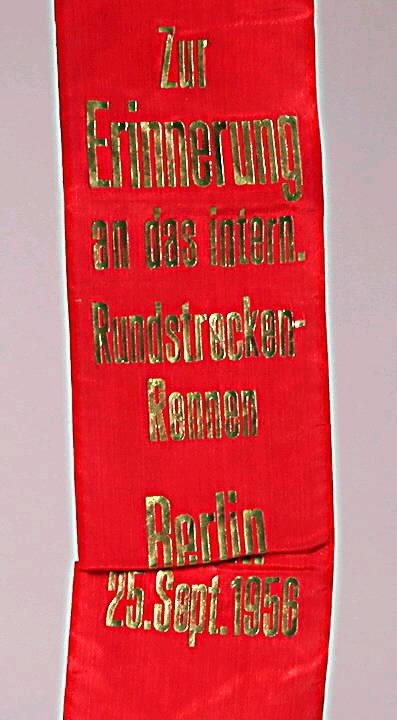 Zur
Erinnerung
an das intern.
Rundstrecken-
Rennen
Berlin
25.Sept.1956